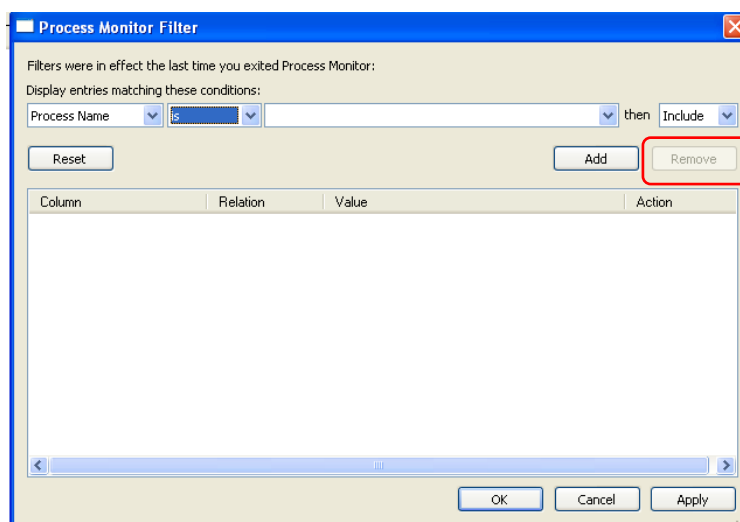 Process Monitor Filter
Filters were in effect the last time you exited Process Monitor:
Display entries matching these conditions:
Process Name is then Include
Reset Add Remove
Column Relation Value Action
OK Cancel Apply